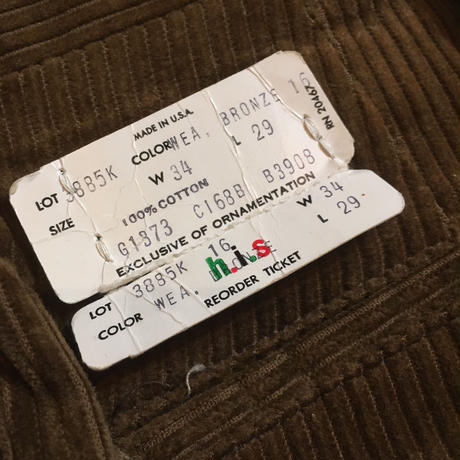 MADE IN U.S.A.
LOT 3885K COLOR WEA. BRONZE 16
SIZE W 34 L 29
100% COTTON
G1373 C168B B3908
EXCLUSIVE OF ORNAMENTATION
RN 20467
LOT 3885K 16 W 34
COLOR WEA. h.i.s L 29-
REORDER TICKET